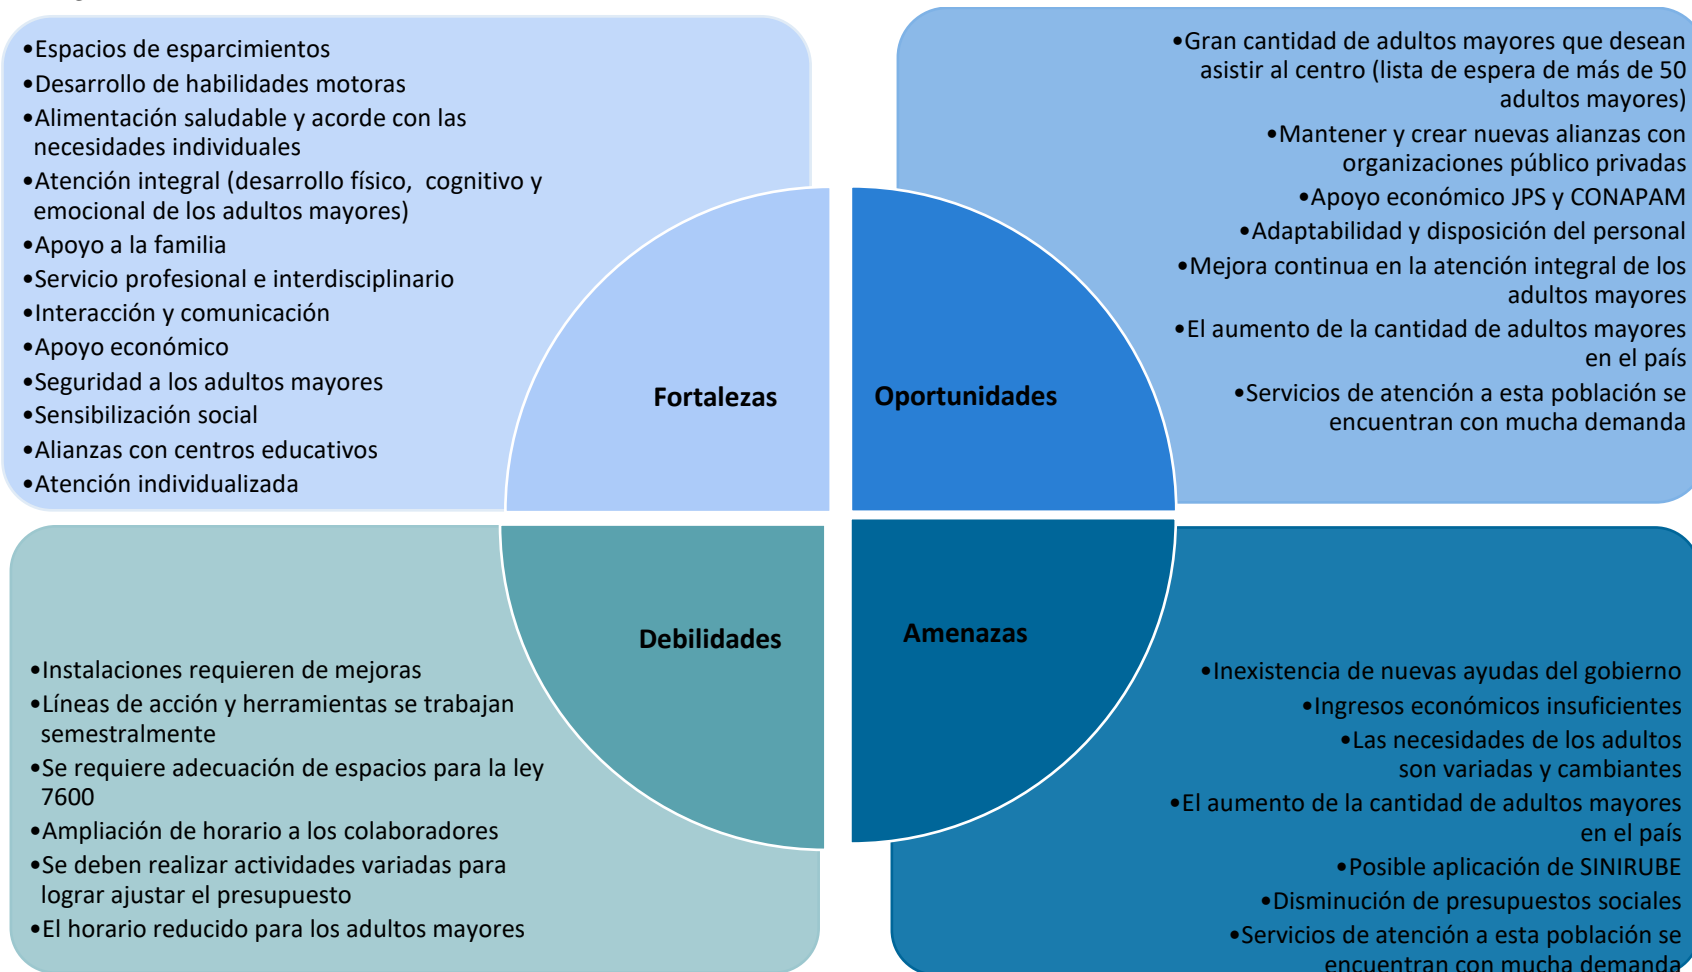 •Espacios de esparcimientos
•Desarrollo de habilidades motoras
•Alimentación saludable y acorde con las
necesidades individuales
•Atención integral (desarrollo físico, cognitivo y
emocional de los adultos mayores)
•Apoyo a la familia
•Servicio profesional e interdisciplinario
•Interacción y comunicación
•Apoyo económico
•Seguridad a los adultos mayores
•Sensibilización social
•Alianzas con centros educativos
•Atención individualizada
Fortalezas
•Gran cantidad de adultos mayores que desean
asistir al centro (lista de espera de más de 50
adultos mayores)
•Mantener y crear nuevas alianzas con
organizaciones público privadas
•Apoyo económico JPS y CONAPAM
•Adaptabilidad y disposición del personal
•Mejora continua en la atención integral de los
adultos mayores
•El aumento de la cantidad de adultos mayores
en el país
•Servicios de atención a esta población se
encuentran con mucha demanda
Oportunidades
Debilidades
•Instalaciones requieren de mejoras
•Líneas de acción y herramientas se trabajan
semestralmente
•Se requiere adecuación de espacios para la ley
7600
•Ampliación de horario a los colaboradores
•Se deben realizar actividades variadas para
lograr ajustar el presupuesto
•El horario reducido para los adultos mayores
Amenazas
•Inexistencia de nuevas ayudas del gobierno
•Ingresos económicos insuficientes
•Las necesidades de los adultos
son variadas y cambiantes
•El aumento de la cantidad de adultos mayores
en el país
•Posible aplicación de SINIRUBE
•Disminución de presupuestos sociales
•Servicios de atención a esta población se
encuentran con mucha demanda